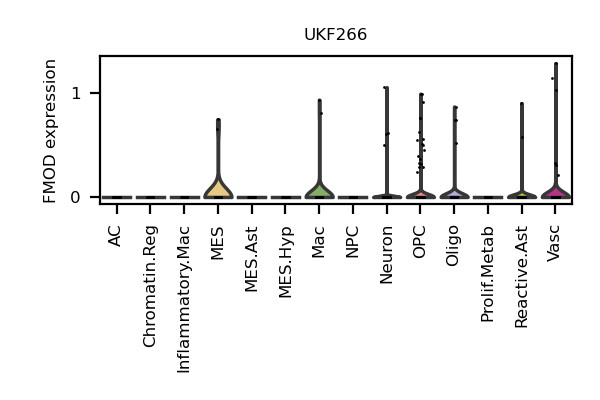 UKF266
FMOD expression
1
0
AC
Chromatin.Reg
Inflammatory.Mac
MES
MES.Ast
MES.Hyp
Mac
NPC
Neuron
OPC
Oligo
Prolif.Metab
Reactive.Ast
Vasc